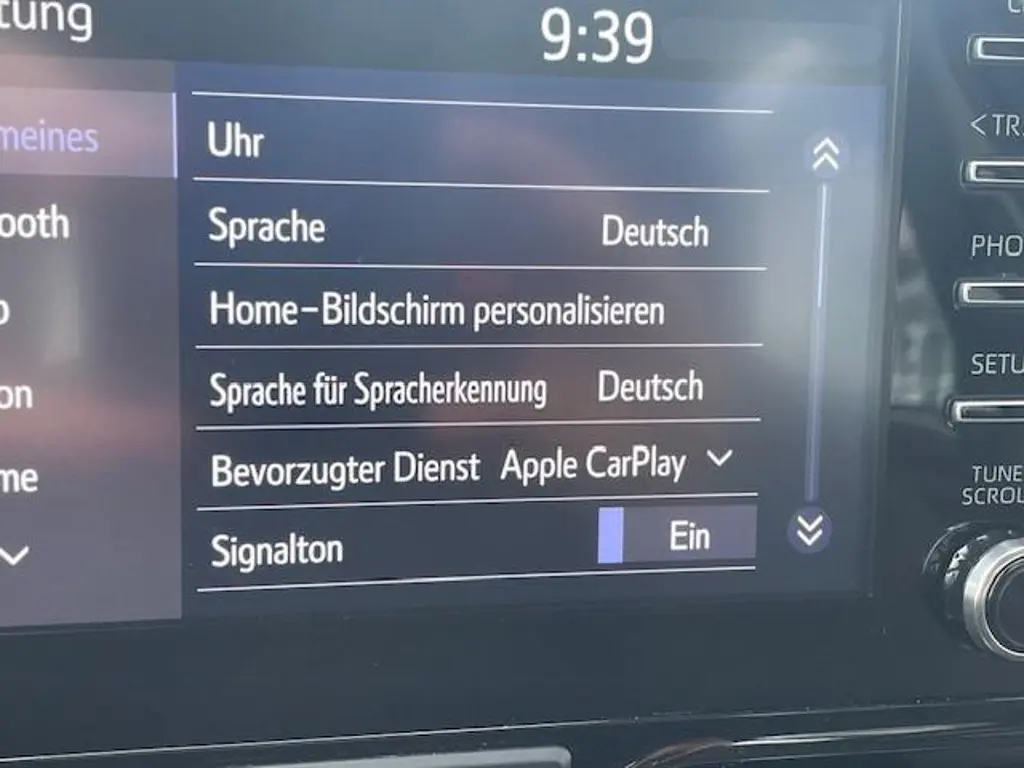 tung
9:39
meines
ooth
on
me
Uhr
Sprache Deutsch
Home-Bildschirm personalisieren
Sprache für Spracherkennung Deutsch
Bevorzugter Dienst Apple CarPlay
Signalton Ein
< TR
PHO
SETU
TUNE
SCROL